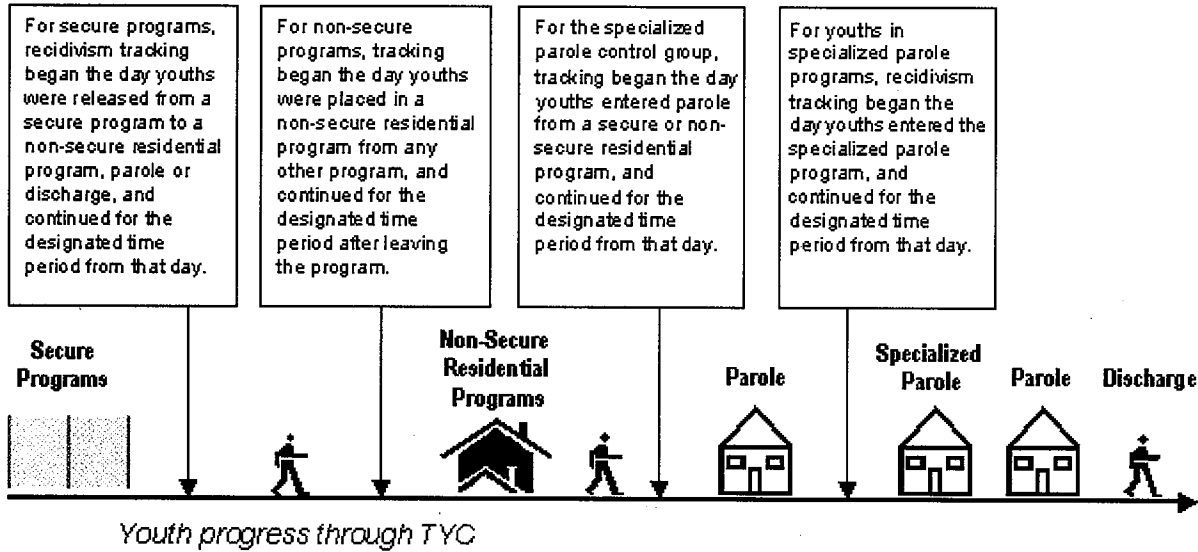 For secure programs,
recidivism tracking
began the day youths
were released from a
secure program to a
non-secure residential
program, parole or
discharge, and
continued for the
designated time
period from that day.
For non-secure
programs, tracking
began the day youths
were placed in a
non-secure residential
program from any
other program, and
continued for the
designated time
period after leaving
the program.
For the specialized
parole control group,
tracking began the day
youths entered parole
from a secure or non-
secure residential
program, and
continued for the
designated time
period from that day.
For youths in
specialized parole
programs, recidivism
tracking began the
day youths entered the
specialized parole
program, and
continued for the
designated time
period from that day.
Secure
Programs
Non-Secure
Residential
Programs
Parole
Specialized
Parole
Parole
Discharge
Youth progress through TYC